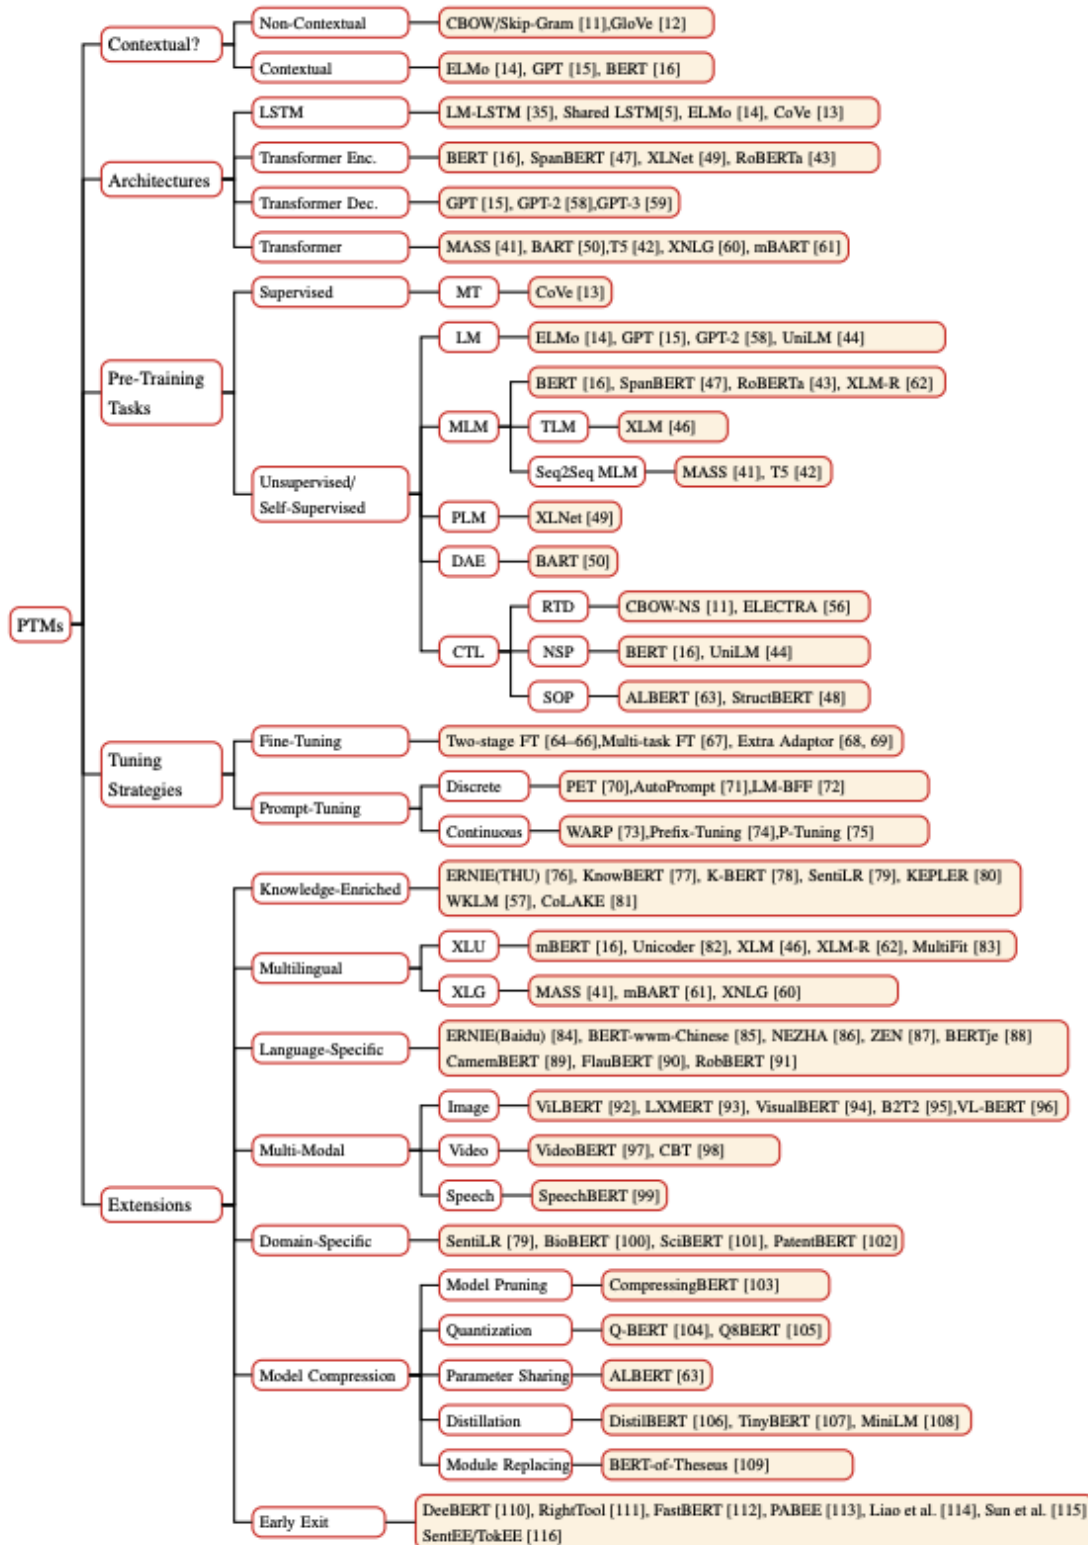 Non-Contextual
CBOW/Skip-Gram [11],GloVe [12]
Contextual?
Contextual
ELMo [14], GPT [15], BERT [16]
LSTM
LM-LSTM [35], Shared LSTM[5], ELMo [14], CoVe [13]
Transformer Enc.
BERT [16], SpanBERT [47], XLNet [49], RoBERTa [43]
Architectures
Transformer Dec.
GPT [15], GPT-2 [58],GPT-3 [59]
Transformer
MASS [41], BART [50],T5 [42], XNLG [60], mBART [61]
Supervised
MT
CoVe [13]
LM
ELMo [14], GPT [15], GPT-2 [58], UniLM [44]
Pre-Training
Tasks
BERT [16], SpanBERT [47], RoBERTa [43], XLM-R [62]
MLM
TLM
XLM [46]
Seq2Seq MLM
MASS [41], T5 [42]
Unsupervised/
Self-Supervised
PLM
XLNet [49]
DAE
BART [50]
RTD
CBOW-NS [11], ELECTRA [56]
PTMs
CTL
NSP
BERT [16], UniLM [44]
SOP
ALBERT [63], StructBERT [48]
Fine-Tuning
Two-stage FT [64–66],Multi-task FT [67], Extra Adaptor [68, 69]
Tuning
Strategies
Prompt-Tuning
Discrete
PET [70],AutoPrompt [71],LM-BFF [72]
Continuous
WARP [73],Prefix-Tuning [74],P-Tuning [75]
Knowledge-Enriched
ERNIE(THU) [76], KnowBERT [77], K-BERT [78], SentiLR [79], KEPLER [80]
WKLM [57], CoLAKE [81]
Multilingual
XLU
mBERT [16], Unicoder [82], XLM [46], XLM-R [62], MultiFit [83]
XLG
MASS [41], mBART [61], XNLG [60]
Language-Specific
ERNIE(Baidu) [84], BERT-wwm-Chinese [85], NEZHA [86], ZEN [87], BERTje [88]
CamemBERT [89], FlauBERT [90], RobBERT [91]
Image
ViLBERT [92], LXMERT [93], VisualBERT [94], B2T2 [95],VL-BERT [96]
Multi-Modal
Video
VideoBERT [97], CBT [98]
Speech
SpeechBERT [99]
Extensions
Domain-Specific
SentiLR [79], BioBERT [100], SciBERT [101], PatentBERT [102]
Model Pruning
CompressingBERT [103]
Quantization
Q-BERT [104], Q8BERT [105]
Model Compression
Parameter Sharing
ALBERT [63]
Distillation
DistilBERT [106], TinyBERT [107], MiniLM [108]
Module Replacing
BERT-of-Theseus [109]
Early Exit
DeeBERT [110], RightTool [111], FastBERT [112], PABEE [113], Liao et al. [114], Sun et al. [115]
SentEE/TokEE [116]